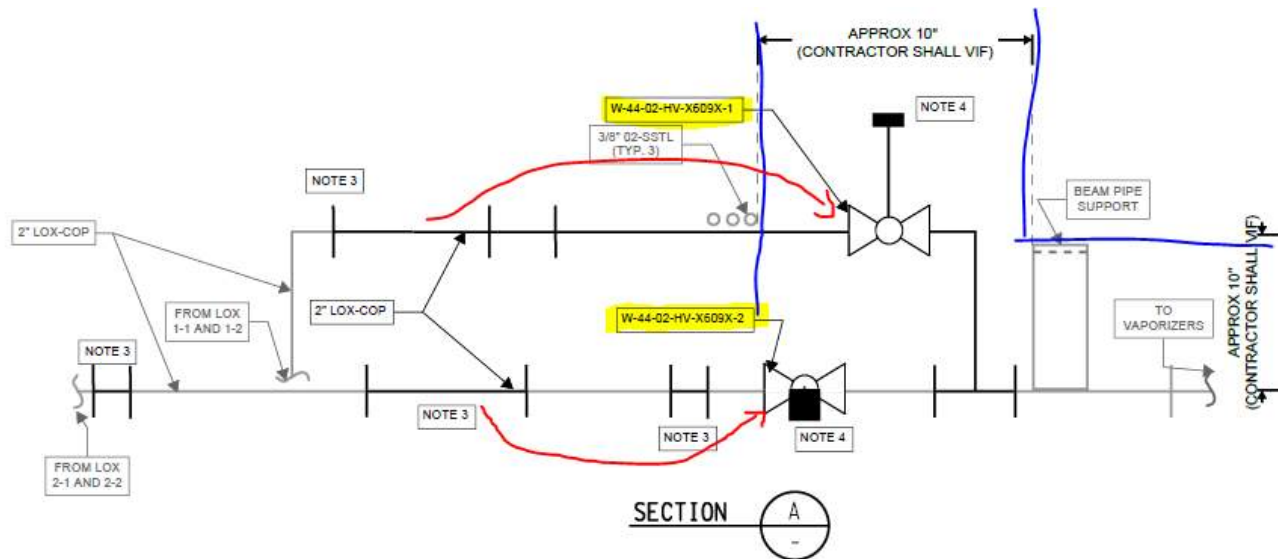 APPROX 10"
(CONTRACTOR SHALL VIF)
W-44-02-HV-X609X-1
NOTE 4
3/8" 02-SSTL
(TYP. 3)
NOTE 3
BEAM PIPE
SUPPORT
2" LOX-COP
APPROX 10"
(CONTRACTOR SHALL VIF)
FROM LOX
1-1 AND 1-2
2" LOX-COP
W-44-02-HV-X609X-2
TO
VAPORIZERS
NOTE 3
NOTE 3
NOTE 3
NOTE 4
FROM LOX
2-1 AND 2-2
SECTION
A
-